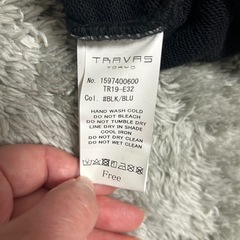 TRAVAS
TOKYO
No. 1597400600
TR19-E32
Col. #BLK/BLU
HAND WASH COLD
DO NOT BLEACH
DO NOT TUMBLE DRY
LINE DRY IN SHADE
COOL IRON
DO NOT DRY CLEAN
DO NOT WET CLEAN
Free